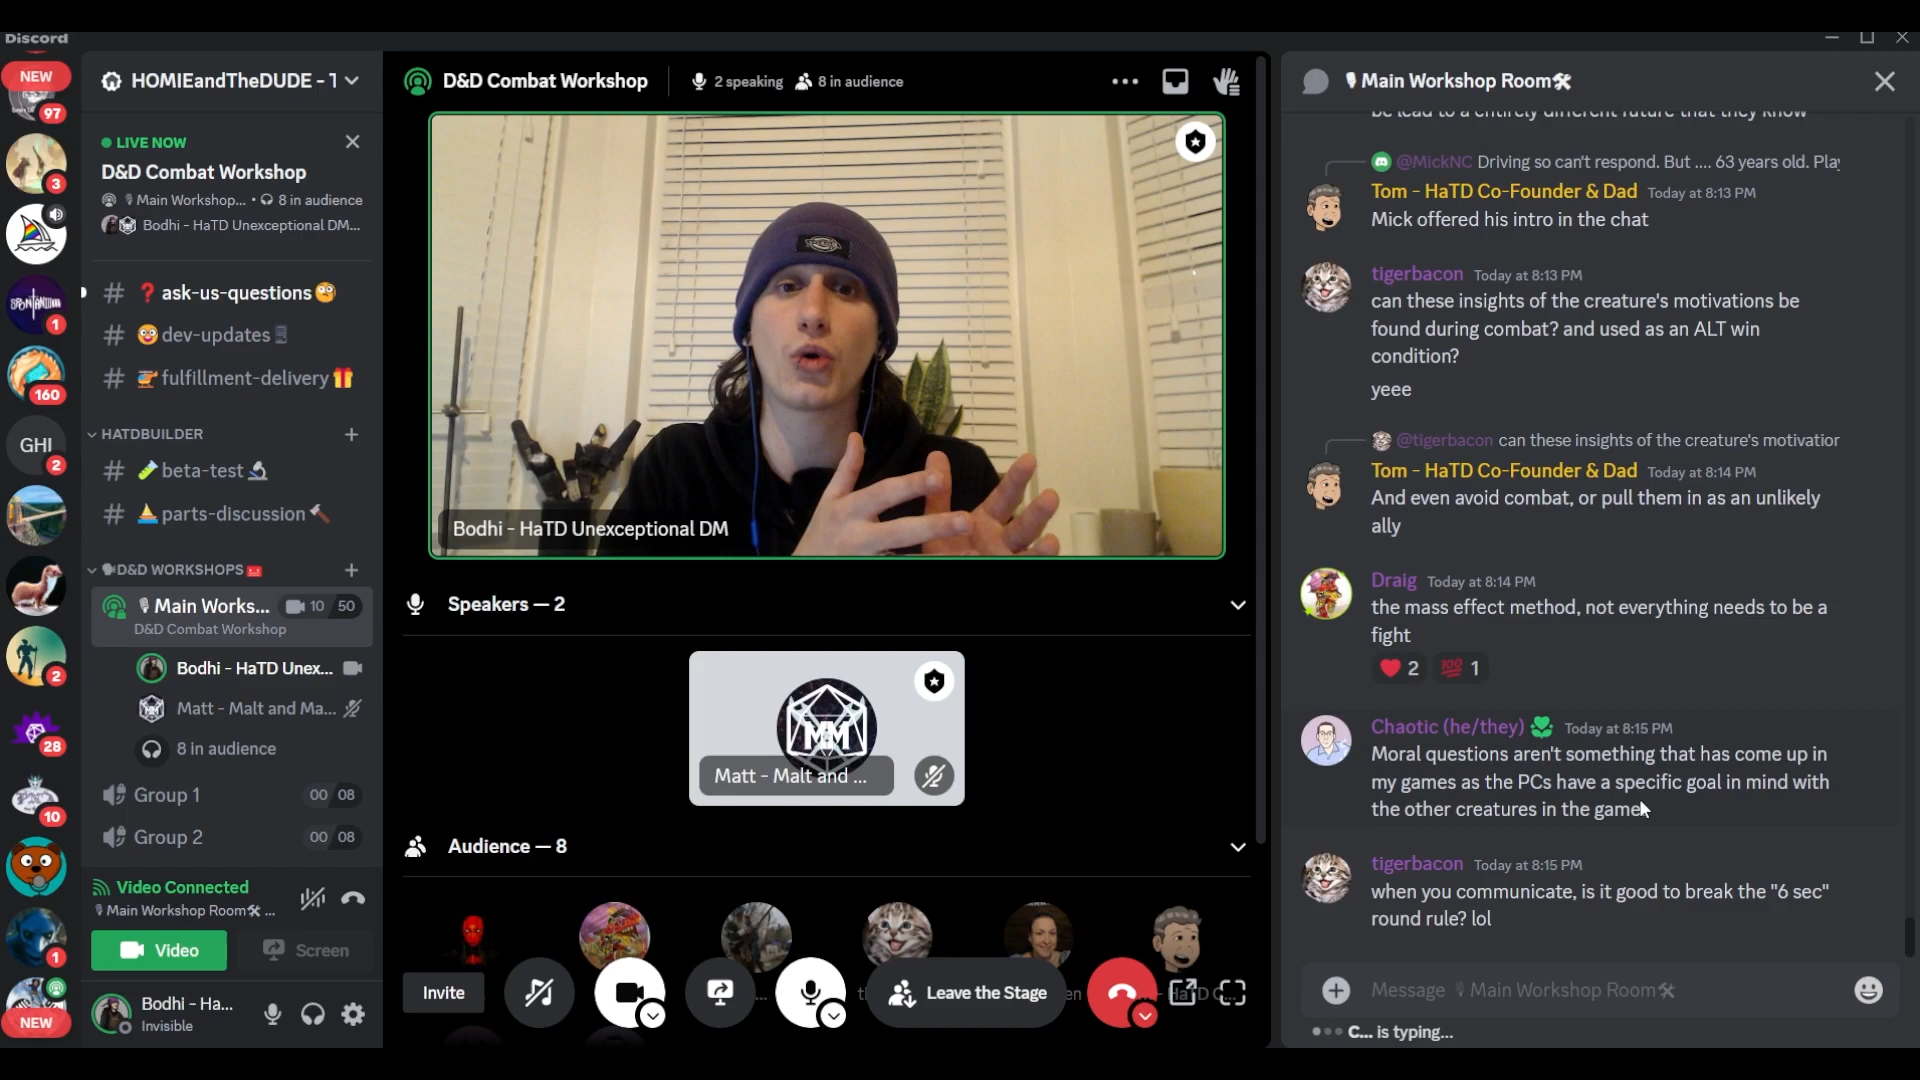 Discord
NEW
97
3
1
160
GHI
2
2
28
10
1
NEW
HOMIEandTheDUDE - T
LIVE NOW
D&D Combat Workshop
Main Workshop... • 8 in audience
Bodhi - HaTD Unexceptional DM...
# ❓ ask-us-questions
# dev-updates
# fulfillment-delivery
HATDBUILDER
# beta-test
# parts-discussion
D&D WORKSHOPS
Main Works... 10 50
D&D Combat Workshop
Bodhi - HaTD Unex...
Matt - Malt and Ma...
8 in audience
Group 1 00 08
Group 2 00 08
Video Connected
Main Workshop Room ...
Video
Screen
Bodhi - Ha...
Invisible
D&D Combat Workshop
2 speaking 8 in audience
Bodhi - HaTD Unexceptional DM
Speakers — 2
MM
Matt - Malt and ...
Audience — 8
Invite
Leave the Stage
Main Workshop Room
be lead to a entirely different future that they know
@MickNC Driving so can't respond. But .... 63 years old. Play
Tom - HaTD Co-Founder & Dad Today at 8:13 PM
Mick offered his intro in the chat
tigerbacon Today at 8:13 PM
can these insights of the creature's motivations be
found during combat? and used as an ALT win
condition?
yeee
@tigerbacon can these insights of the creature's motivation
Tom - HaTD Co-Founder & Dad Today at 8:14 PM
And even avoid combat, or pull them in as an unlikely
ally
Draig Today at 8:14 PM
the mass effect method, not everything needs to be a
fight
2 100 1
Chaotic (he/they) Today at 8:15 PM
Moral questions aren't something that has come up in
my games as the PCs have a specific goal in mind with
the other creatures in the game
tigerbacon Today at 8:15 PM
when you communicate, is it good to break the "6 sec"
round rule? lol
Message Main Workshop Room
C... is typing...